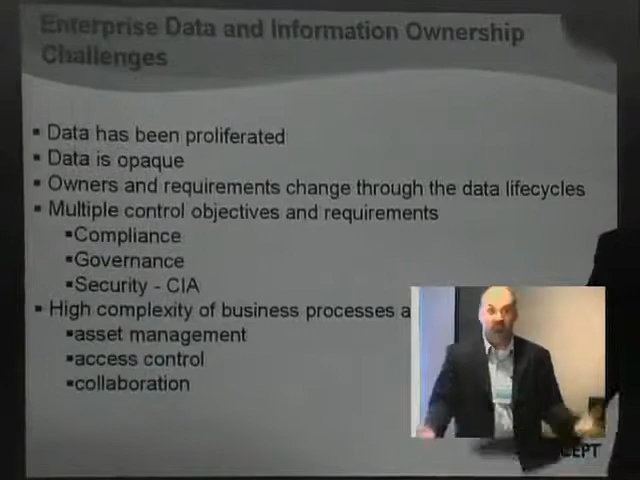 Enterprise Data and Information Ownership
Challenges
▪ Data has been proliferated
▪ Data is opaque
▪ Owners and requirements change through the data lifecycles
▪ Multiple control objectives and requirements
▪Compliance
▪Governance
▪Security - CIA
▪ High complexity of business processes
▪asset management
▪access control
▪collaboration